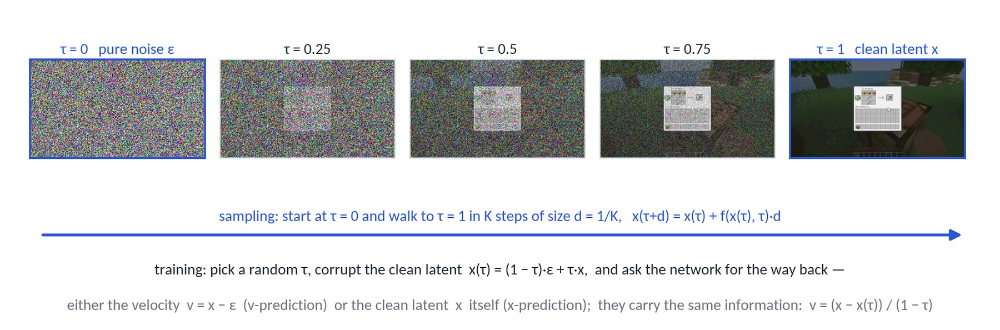 τ = 0   pure noise ε
τ = 0.25
τ = 0.5
τ = 0.75
τ = 1   clean latent x
Crafting
Inventory
sampling: start at τ = 0 and walk to τ = 1 in K steps of size d = 1/K,   x(τ+d) = x(τ) + f(x(τ), τ)·d
training: pick a random τ, corrupt the clean latent  x(τ) = (1 − τ)·ε + τ·x,  and ask the network for the way back —
either the velocity  v = x − ε  (v-prediction)  or the clean latent  x  itself (x-prediction);  they carry the same information:  v = (x − x(τ)) / (1 − τ)